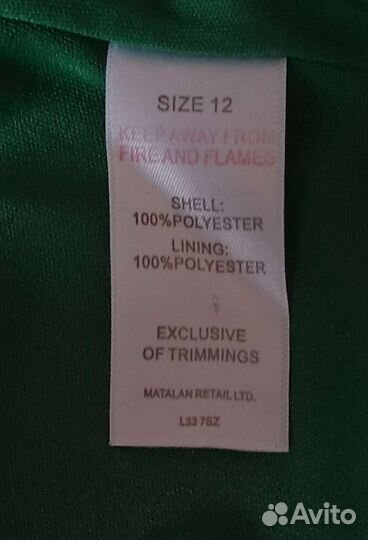 SIZE 12
KEEP AWAY FROM
FIRE AND FLAMES
SHELL:
100%POLYESTER
LINING:
100%POLYESTER
EXCLUSIVE
OF TRIMMINGS
MATALAN RETAIL LTD.
L33 7SZ
Avito